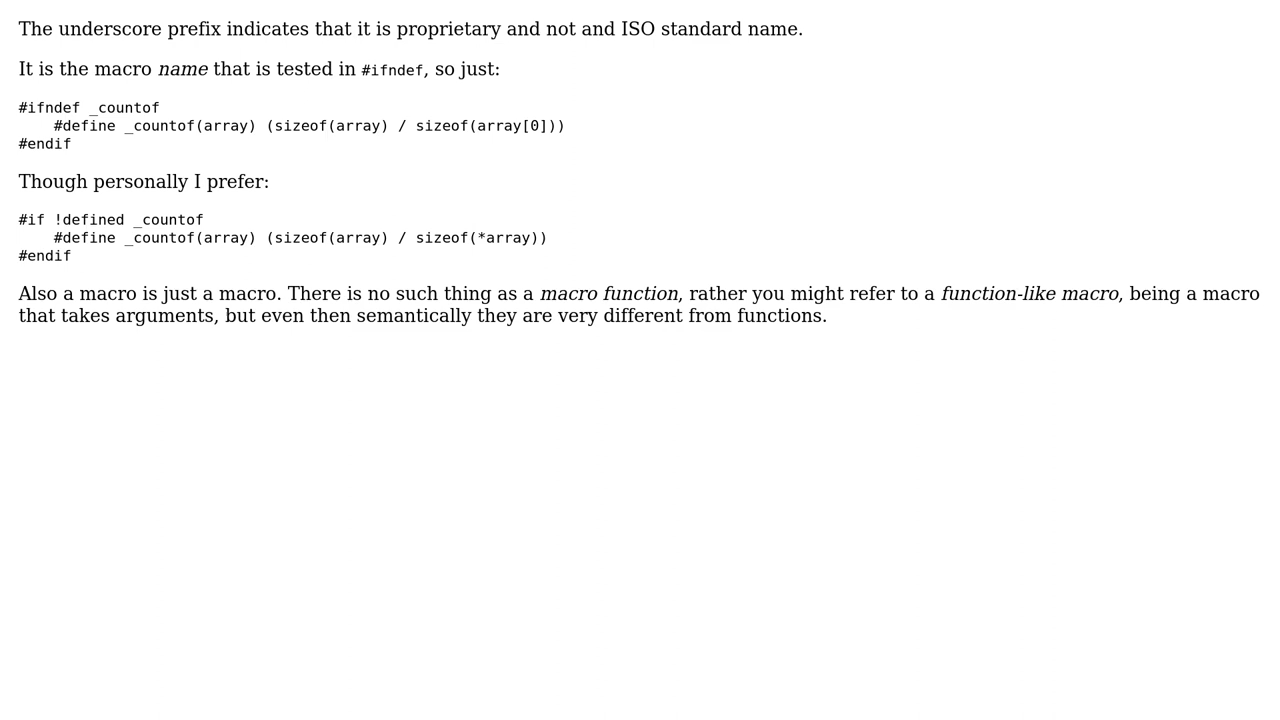 The underscore prefix indicates that it is proprietary and not and ISO standard name.
It is the macro name that is tested in #ifndef, so just:
#ifndef _countof
    #define _countof(array) (sizeof(array) / sizeof(array[0]))
#endif
Though personally I prefer:
#if !defined _countof
    #define _countof(array) (sizeof(array) / sizeof(*array))
#endif
Also a macro is just a macro. There is no such thing as a macro function, rather you might refer to a function-like macro, being a macro
that takes arguments, but even then semantically they are very different from functions.